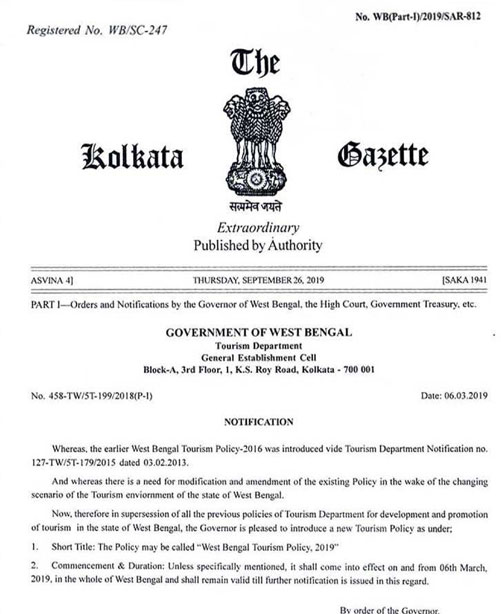 No. WB(Part-I)/2019/SAR-812
Registered No. WB/SC-247
The
Kolkata Gazette
सत्यमेव जयते
Extraordinary
Published by Authority
ASVINA 4] THURSDAY, SEPTEMBER 26, 2019 [SAKA 1941
PART I—Orders and Notifications by the Governor of West Bengal, the High Court, Government Treasury, etc.
GOVERNMENT OF WEST BENGAL
Tourism Department
General Establishment Cell
Block-A, 3rd Floor, 1, K.S. Roy Road, Kolkata - 700 001
No. 458-TW/5T-199/2018(P-I) Date: 06.03.2019
NOTIFICATION
Whereas, the earlier West Bengal Tourism Policy-2016 was introduced vide Tourism Department Notification no.
127-TW/5T-179/2015 dated 03.02.2013.
And whereas there is a need for modification and amendment of the existing Policy in the wake of the changing
scenario of the Tourism enviornment of the state of West Bengal.
Now, therefore in supersession of all the previous policies of Tourism Department for development and promotion
of tourism in the state of West Bengal, the Governor is pleased to introduce a new Tourism Policy as under;
1. Short Title: The Policy may be called "West Bengal Tourism Policy, 2019"
2. Commencement & Duration: Unless specifically mentioned, it shall come into effect on and from 06th March,
2019, in the whole of West Bengal and shall remain valid till further notification is issued in this regard.
By order of the Governor,